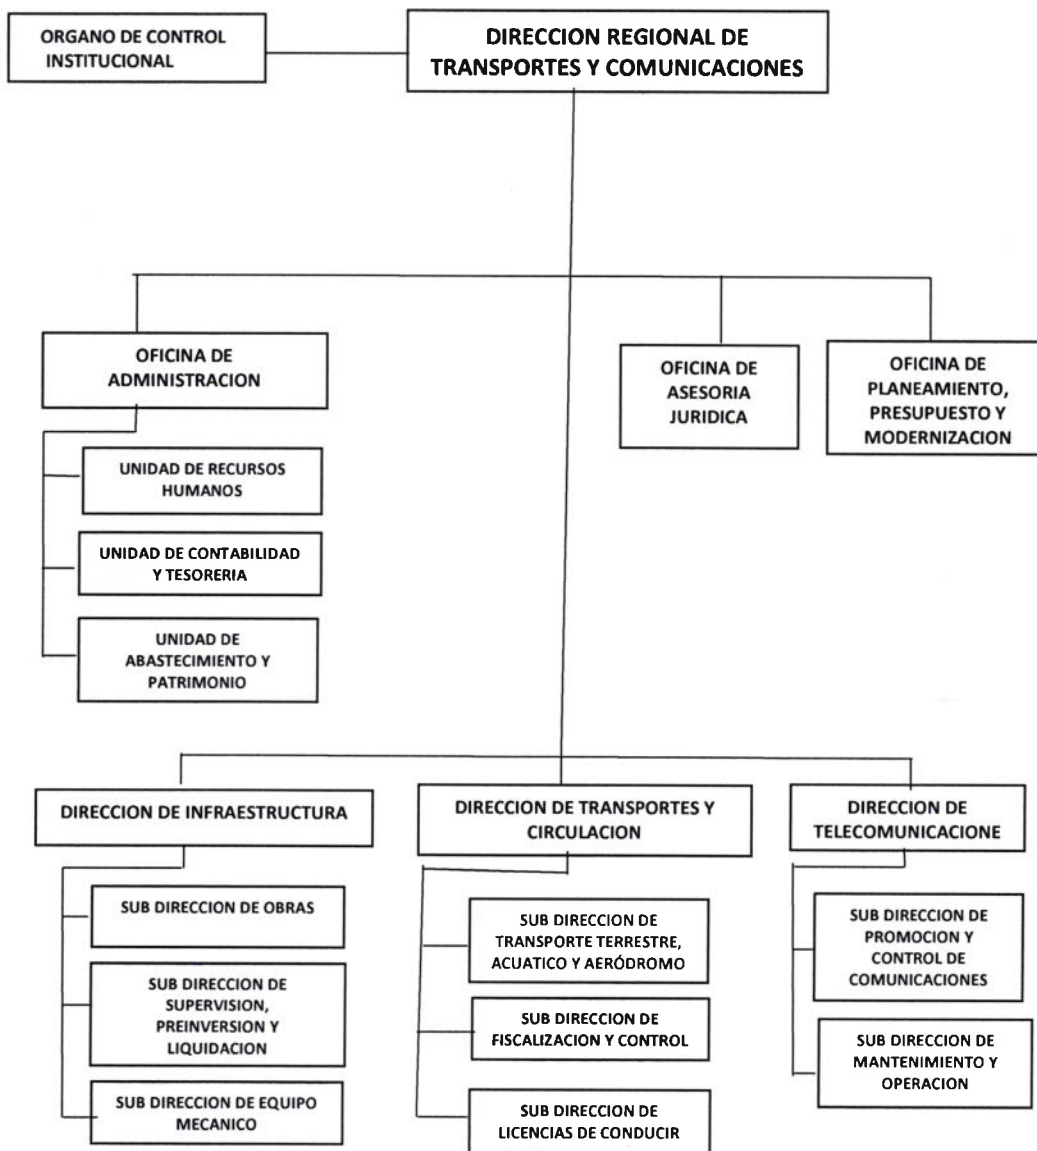 ORGANO DE CONTROL
INSTITUCIONAL
DIRECCION REGIONAL DE
TRANSPORTES Y COMUNICACIONES
OFICINA DE
ADMINISTRACION
OFICINA DE
ASESORIA
JURIDICA
OFICINA DE
PLANEAMIENTO,
PRESUPUESTO Y
MODERNIZACION
UNIDAD DE RECURSOS
HUMANOS
UNIDAD DE CONTABILIDAD
Y TESORERIA
UNIDAD DE
ABASTECIMIENTO Y
PATRIMONIO
DIRECCION DE INFRAESTRUCTURA
SUB DIRECCION DE OBRAS
SUB DIRECCION DE
SUPERVISION,
PREINVERSION Y
LIQUIDACION
SUB DIRECCION DE EQUIPO
MECANICO
DIRECCION DE TRANSPORTES Y
CIRCULACION
SUB DIRECCION DE
TRANSPORTE TERRESTRE,
ACUATICO Y AERÓDROMO
SUB DIRECCION DE
FISCALIZACION Y CONTROL
SUB DIRECCION DE
LICENCIAS DE CONDUCIR
DIRECCION DE
TELECOMUNICACIONE
SUB DIRECCION DE
PROMOCION Y
CONTROL DE
COMUNICACIONES
SUB DIRECCION DE
MANTENIMIENTO Y
OPERACION